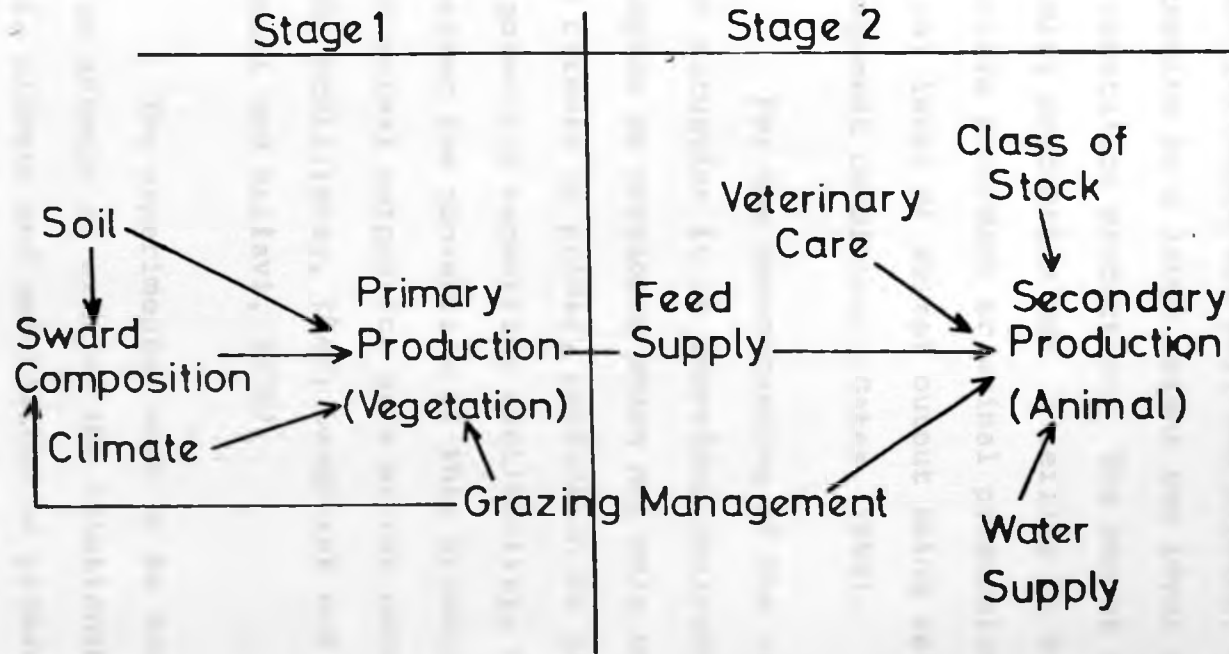 Stage 1
Stage 2
Class of
Stock
Veterinary
Care
Soil
Primary
Production
(Vegetation)
Feed
Supply
Secondary
Production
(Animal)
Sward
Composition
Climate
Grazing Management
Water
Supply